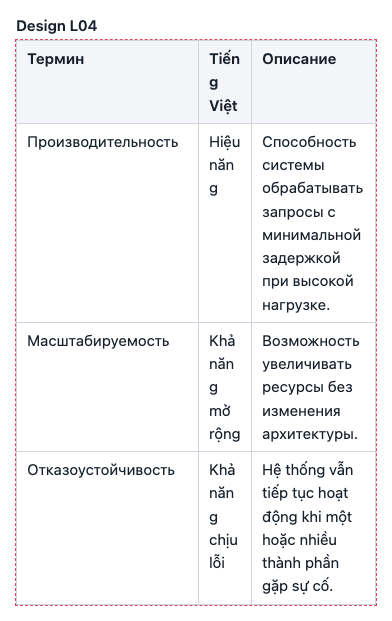 Design L04
Термин
Tiến
g
Việt
Описание
Производительность
Hiệu
năn
g
Способность
системы
обрабатывать
запросы с
минимальной
задержкой
при высокой
нагрузке.
Масштабируемость
Khả
năn
g
mở
rộng
Возможность
увеличивать
ресурсы без
изменения
архитектуры.
Отказоустойчивость
Khả
năn
g
chịu
lỗi
Hệ thống vẫn
tiếp tục hoạt
động khi một
hoặc nhiều
thành phần
gặp sự cố.